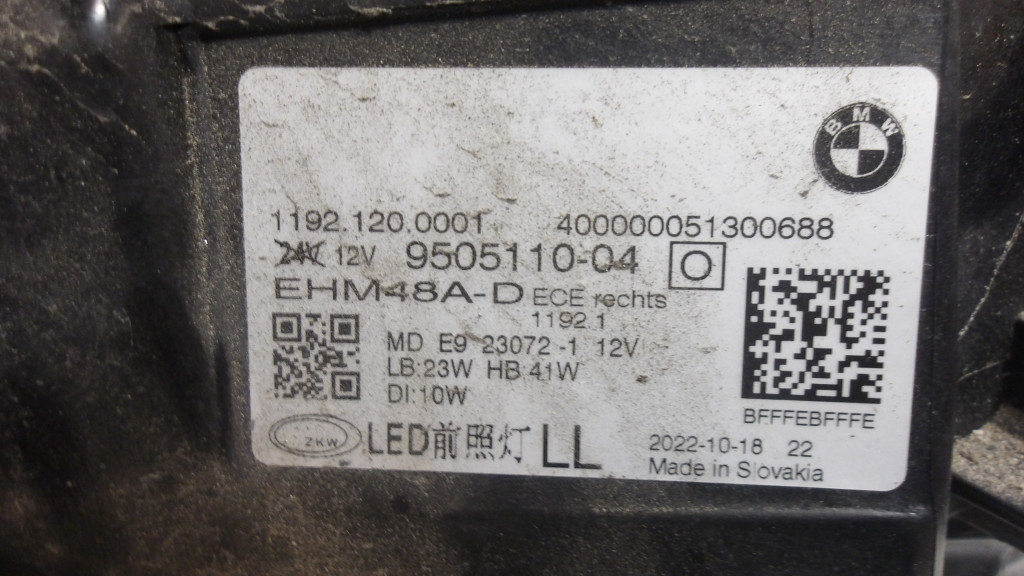 BMW
1192.120.0001 400000051300688
24V 12V 9505110-04 O
EHM48A-D ECE rechts
1192.1
MD E9 23072-1 12V
LB:23W HB:41W
DI:10W
BFFFEBFFFE
ZKW LED前照灯 LL
2022-10-18 22
Made in Slovakia